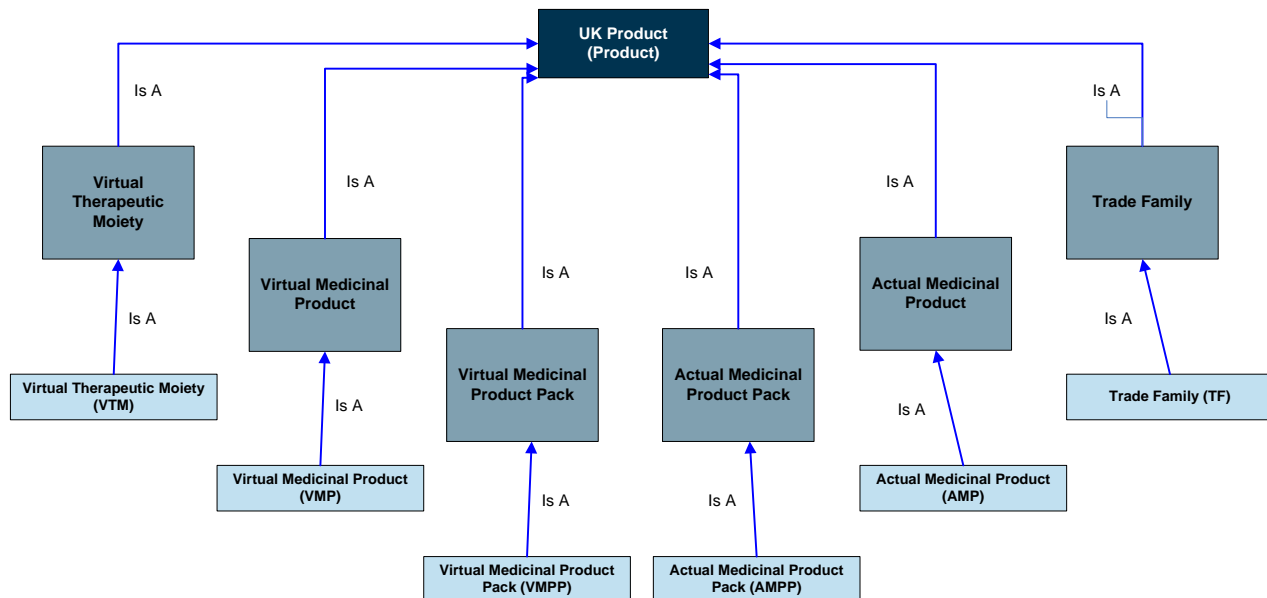 UK Product
(Product)
Is A
Is A
Is A
Is A
Is A
Is A
Virtual
Therapeutic
Moiety
Virtual Medicinal
Product
Virtual Medicinal
Product Pack
Actual Medicinal
Product Pack
Actual Medicinal
Product
Trade Family
Is A
Is A
Is A
Is A
Is A
Is A
Virtual Therapeutic Moiety
(VTM)
Virtual Medicinal Product
(VMP)
Virtual Medicinal Product
Pack (VMPP)
Actual Medicinal Product
Pack (AMPP)
Actual Medicinal Product
(AMP)
Trade Family (TF)